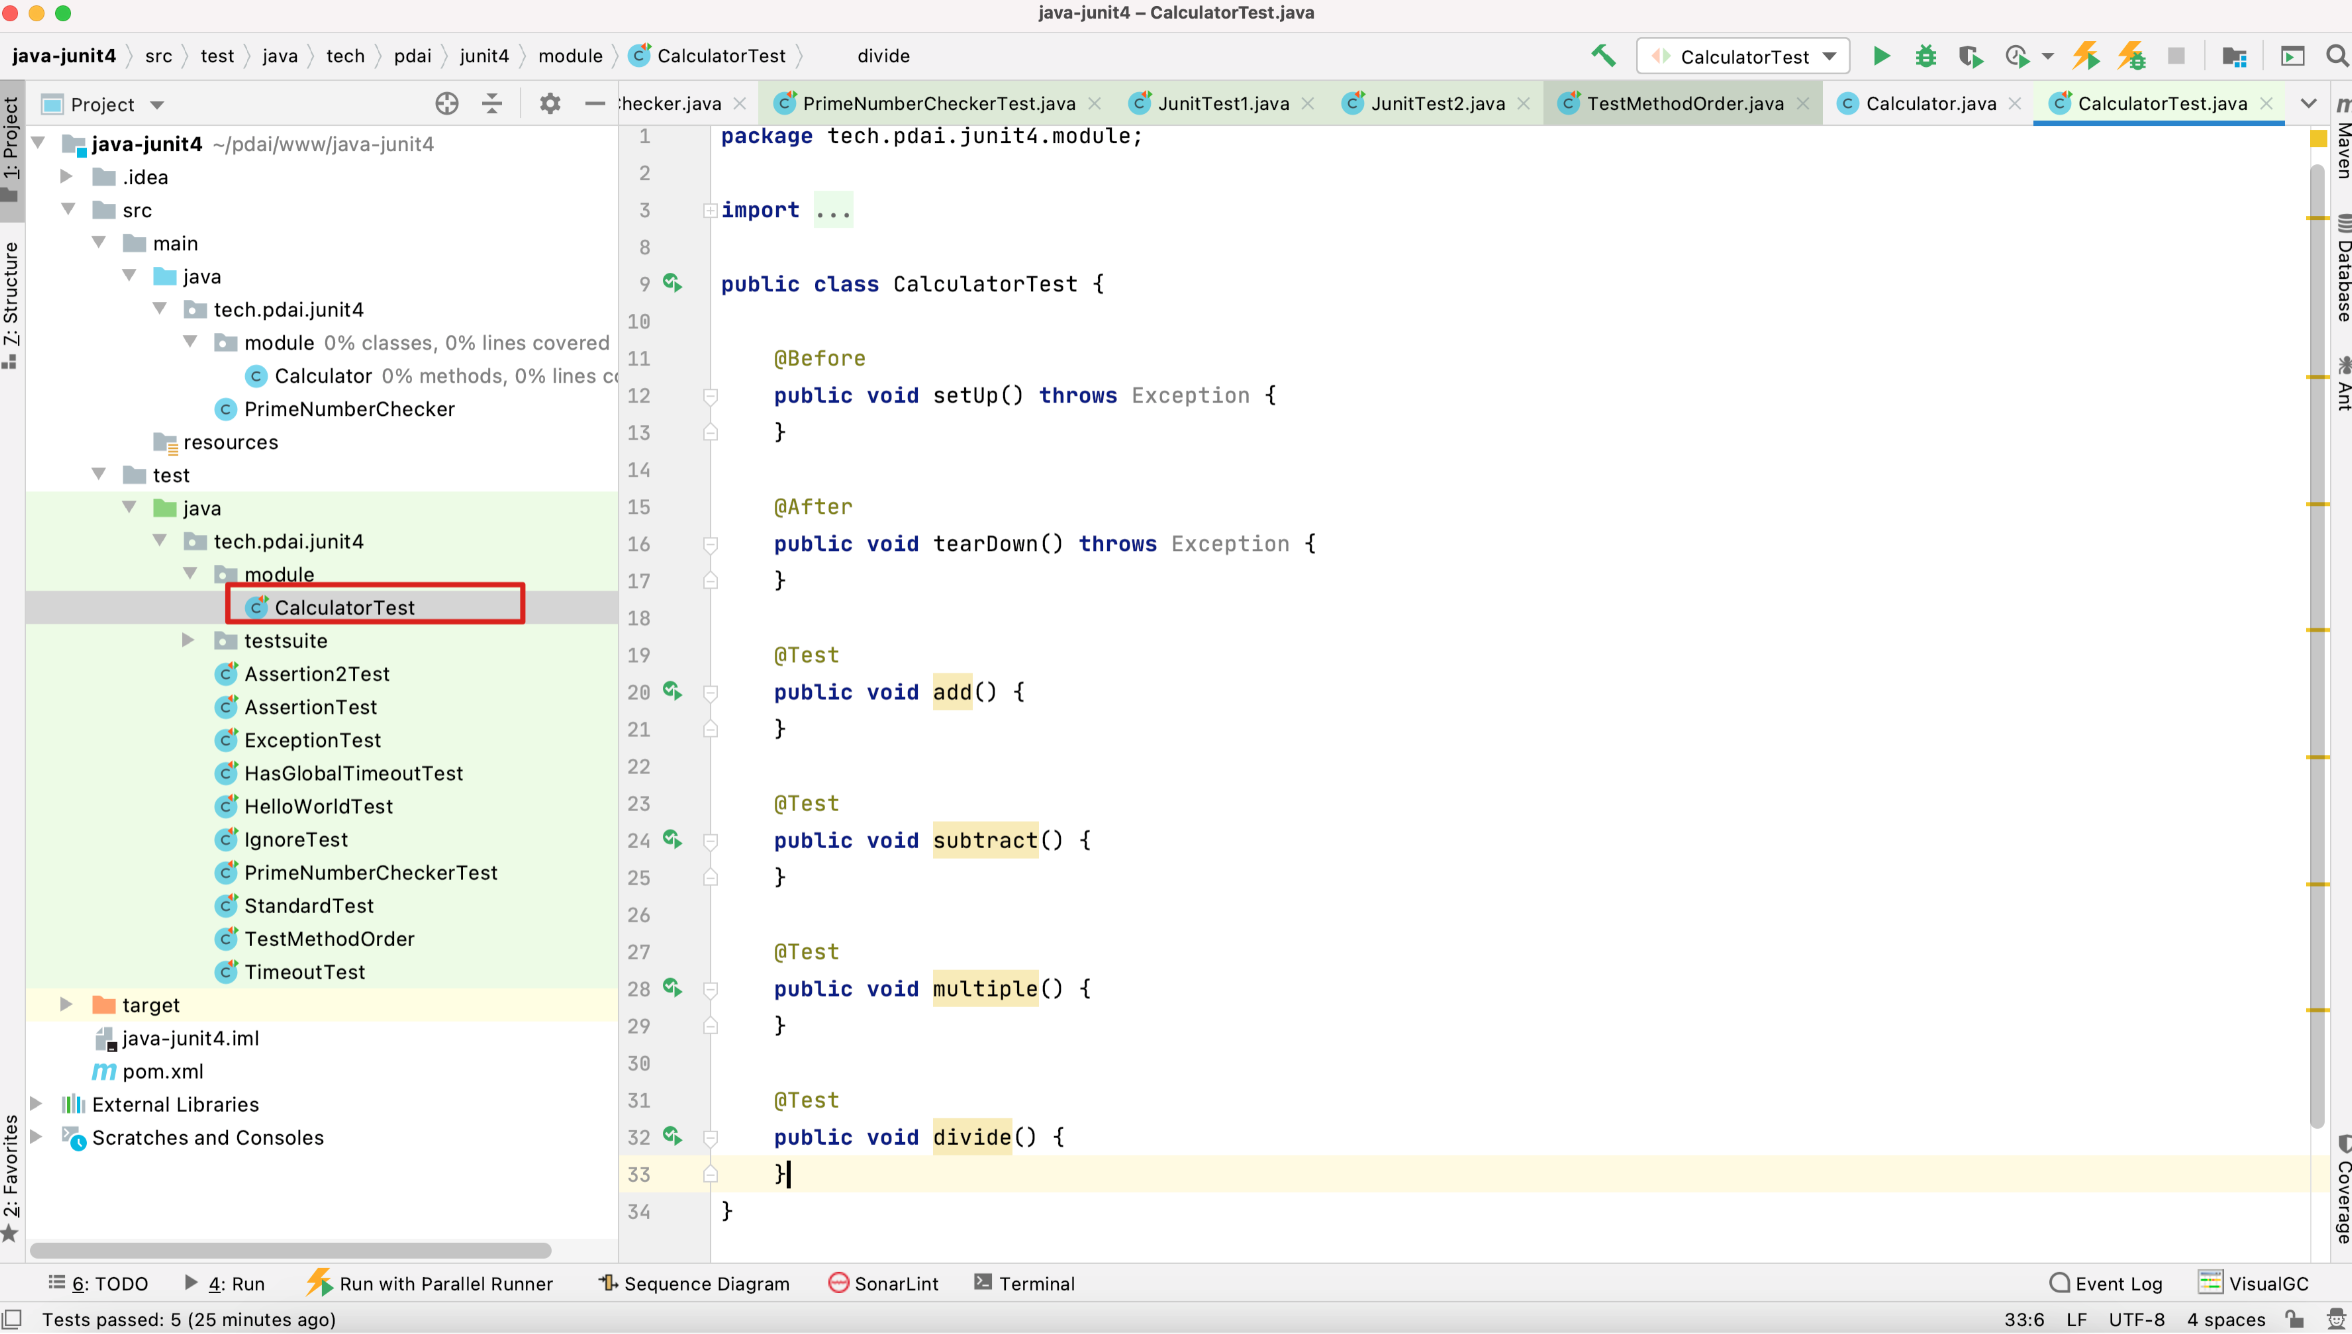 java-junit4 – CalculatorTest.java
java-junit4 src test java tech pdai junit4 module CalculatorTest divide CalculatorTest
Project hecker.java PrimeNumberCheckerTest.java JunitTest1.java JunitTest2.java TestMethodOrder.java Calculator.java CalculatorTest.java
1: Project
7: Structure
2: Favorites
java-junit4 ~/pdai/www/java-junit4
.idea
src
main
java
tech.pdai.junit4
module 0% classes, 0% lines covered
Calculator 0% methods, 0% lines c
PrimeNumberChecker
resources
test
java
tech.pdai.junit4
module
CalculatorTest
testsuite
Assertion2Test
AssertionTest
ExceptionTest
HasGlobalTimeoutTest
HelloWorldTest
IgnoreTest
PrimeNumberCheckerTest
StandardTest
TestMethodOrder
TimeoutTest
target
java-junit4.iml
pom.xml
External Libraries
Scratches and Consoles
1 package tech.pdai.junit4.module;
2
3 import ...
8
9 public class CalculatorTest {
10
11 @Before
12 public void setUp() throws Exception {
13 }
14
15 @After
16 public void tearDown() throws Exception {
17 }
18
19 @Test
20 public void add() {
21 }
22
23 @Test
24 public void subtract() {
25 }
26
27 @Test
28 public void multiple() {
29 }
30
31 @Test
32 public void divide() {
33 }
34 }
Maven
Database
Ant
Coverage
6: TODO 4: Run Run with Parallel Runner Sequence Diagram SonarLint Terminal Event Log VisualGC
Tests passed: 5 (25 minutes ago) 33:6 LF UTF-8 4 spaces